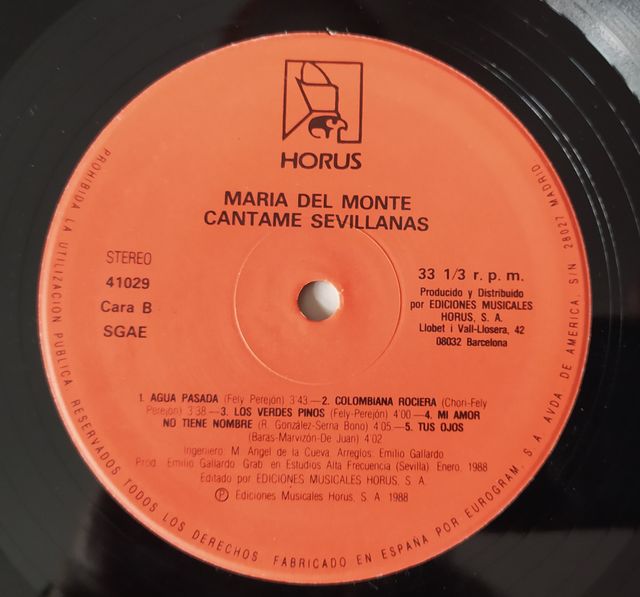 HORUS
MARIA DEL MONTE
CANTAME SEVILLANAS
STEREO
41029
Cara B
SGAE
33 1/3 r. p. m.
Producido y Distribuido
por EDICIONES MUSICALES
HORUS, S. A.
Llobet i Vall-Llosera, 42
08032 Barcelona
1. AGUA PASADA (Fely Perejón) 3'43 — 2. COLOMBIANA ROCIERA (Chori-Fely
Perejón) 3'38 — 3. LOS VERDES PINOS (Fely-Perejón) 4'00 — 4. MI AMOR
NO TIENE NOMBRE (R. González-Serna Bono) 4'05 — 5. TUS OJOS
(Baras-Marvizón-De Juan) 4'02
Ingeniero: M. Ángel de la Cueva. Arreglos: Emilio Gallardo
Prod. Emilio Gallardo. Grab. en Estudios Alta Frecuencia (Sevilla) Enero, 1988
Editado por EDICIONES MUSICALES HORUS, S. A.
Ⓟ Ediciones Musicales Horus, S. A. 1988
PROHIBIDA LA UTILIZACION PUBLICA RESERVADOS TODOS LOS DERECHOS FABRICADO EN ESPAÑA POR EUROGRAM, S. A. AVDA DE AMERICA, S/N 28027 MADRID